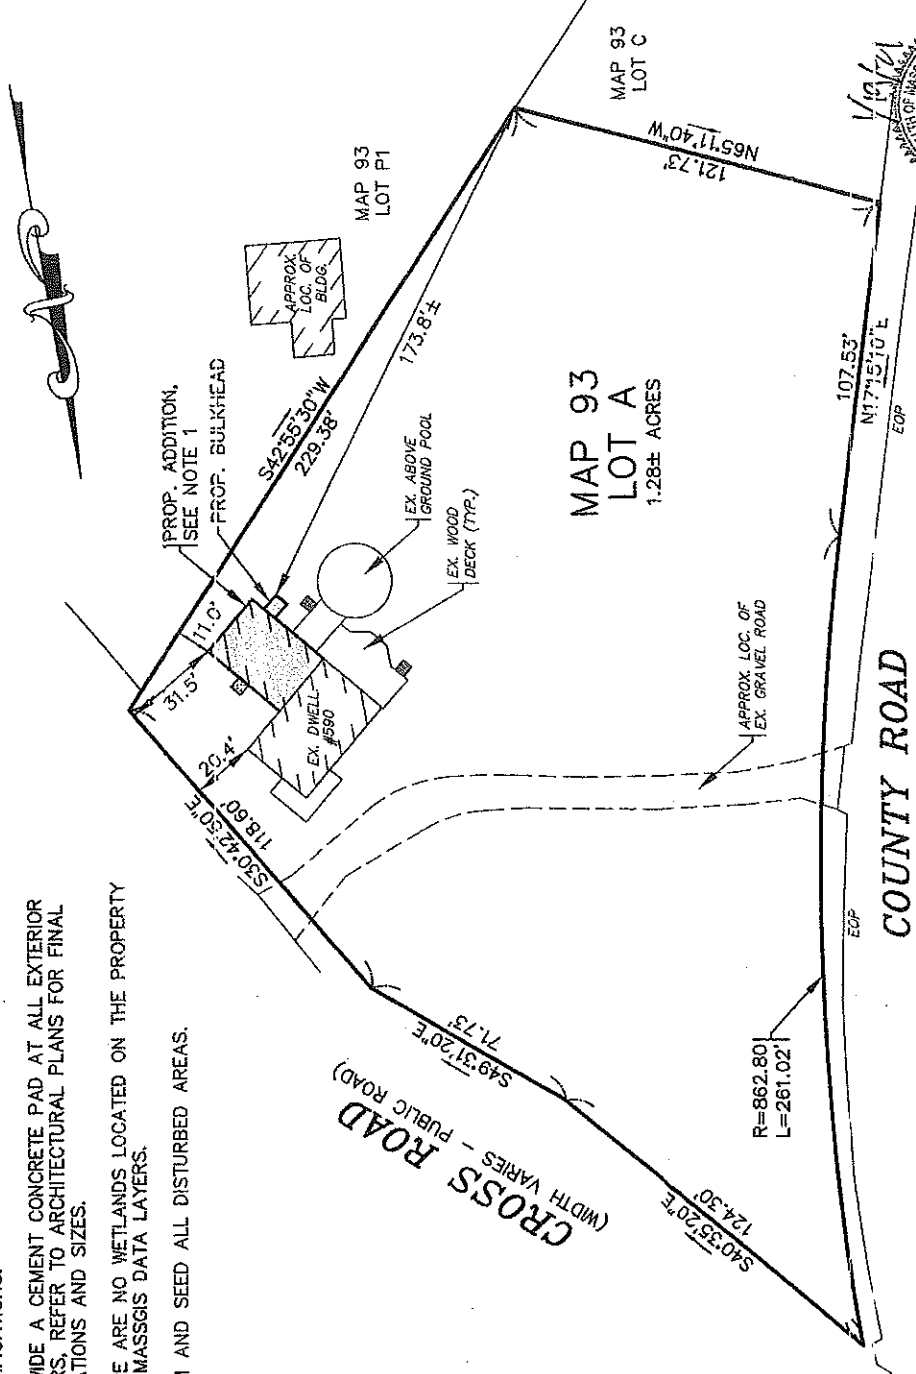 VIDE A CEMENT CONCRETE PAD AT ALL EXTERIOR
RS, REFER TO ARCHITECTURAL PLANS FOR FINAL
TIONS AND SIZES.
E ARE NO WETLANDS LOCATED ON THE PROPERTY
MASSGIS DATA LAYERS.
AND SEED ALL DISTURBED AREAS.
MAP 93
LOT C
MAP 93
LOT P1
APPROX.
LOC. OF
BLDG.
N65°11'40"W
121.73'
173.8'±
PROP. ADDITION,
SEE NOTE 1
PROP. BULKHEAD
S42°55'30"W
229.38'
EX. ABOVE
GROUND POOL
EX. WOOD
DECK (TYP.)
11.0'
31.5'
20.4'
EX. DWELL
#590
S30°42'50"E
118.60'
MAP 93
LOT A
1.28± ACRES
107.53'
N17°15'10"E
EOP
APPROX. LOC. OF
EX. GRAVEL ROAD
COUNTY ROAD
EOP
S49°31'20"E
71.73'
CROSS ROAD
(WIDTH VARIES – PUBLIC ROAD)
R=862.80'
L=261.02'
S40°35'20"E
124.30'